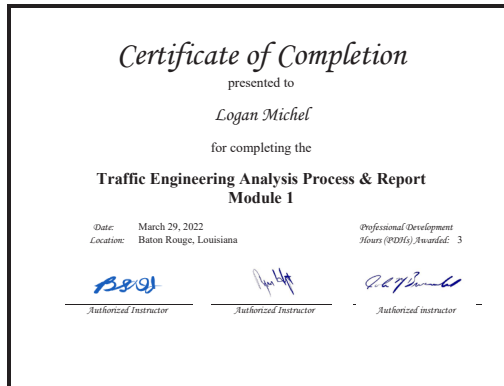 Certificate of Completion
presented to
Logan Michel
for completing the
Traffic Engineering Analysis Process & Report
Module 1
Date: March 29, 2022
Location: Baton Rouge, Louisiana
Professional Development
Hours (PDHs) Awarded: 3
Authorized Instructor
Authorized Instructor
Authorized instructor